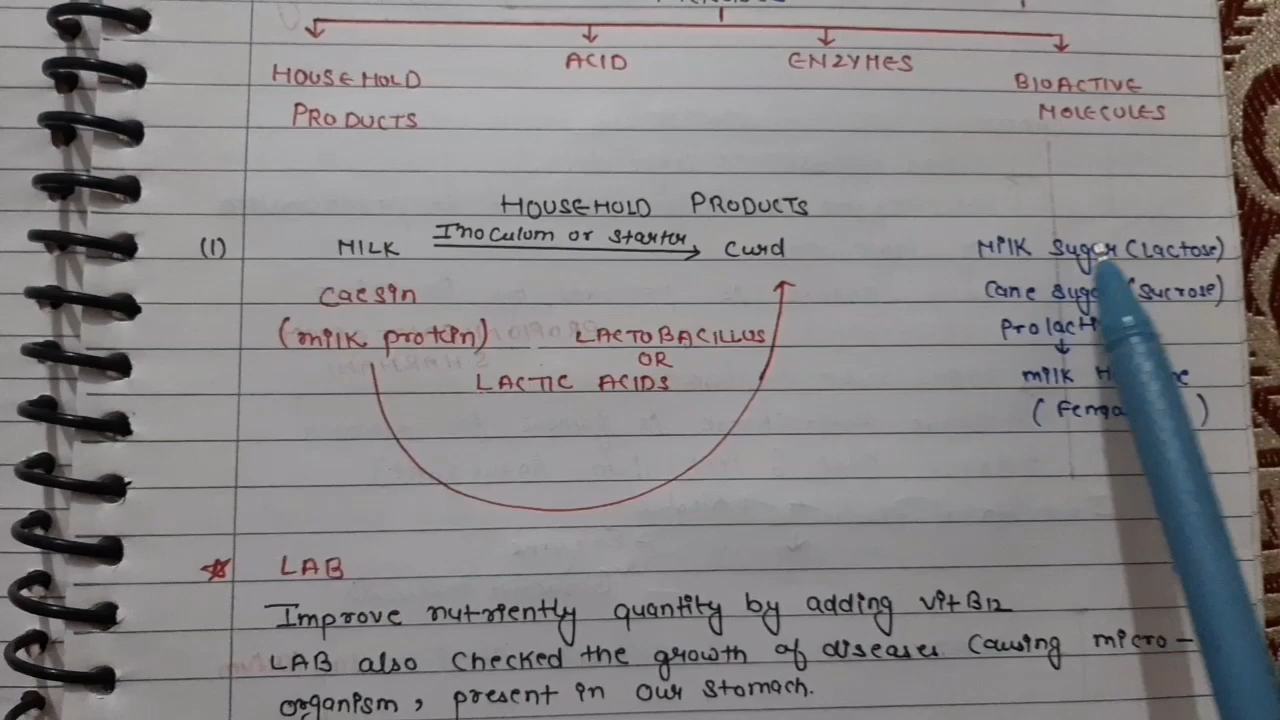 HOUSEHOLD PRODUCTS
ACID
ENZYMES
BIOACTIVE MOLECULES
HOUSEHOLD PRODUCTS
(1) MILK Inoculum or starter Curd
Caesin
(milk protein)
LACTOBACILLUS
OR
LACTIC ACIDS
Milk Sugar (Lactose)
Cane (Sucrose)
milk
LAB
Improve nutriently quantity by adding vit B12
LAB also checked the growth of diseases causing micro-
organism, present in our stomach.